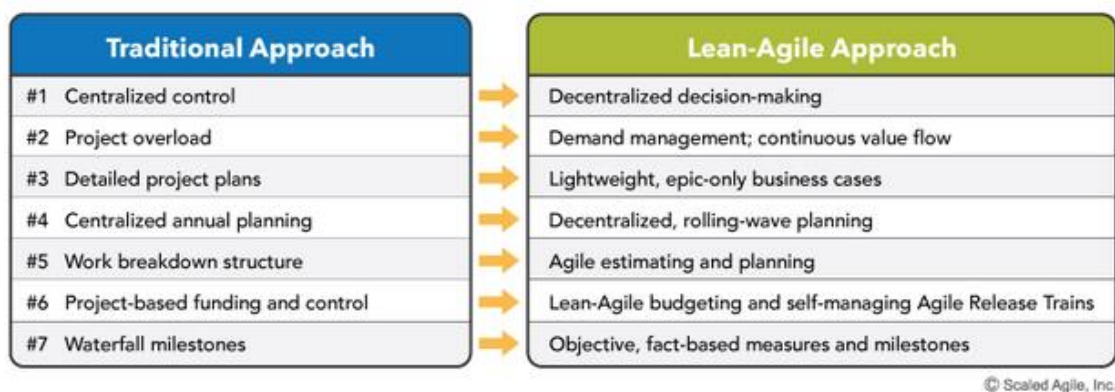 Traditional Approach
Lean-Agile Approach
#1 Centralized control
Decentralized decision-making
#2 Project overload
Demand management; continuous value flow
#3 Detailed project plans
Lightweight, epic-only business cases
#4 Centralized annual planning
Decentralized, rolling-wave planning
#5 Work breakdown structure
Agile estimating and planning
#6 Project-based funding and control
Lean-Agile budgeting and self-managing Agile Release Trains
#7 Waterfall milestones
Objective, fact-based measures and milestones
© Scaled Agile, Inc.